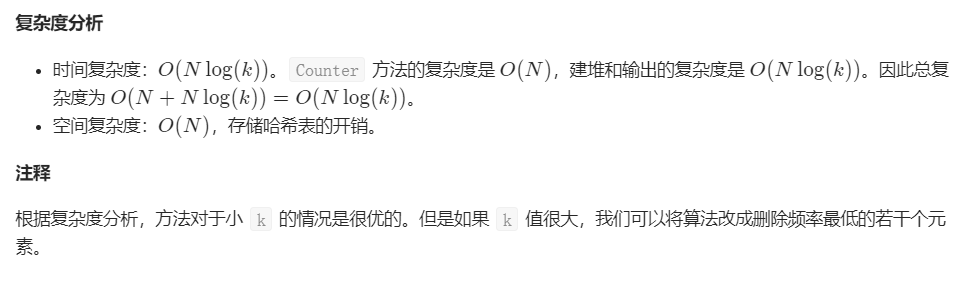 复杂度分析
• 时间复杂度：O(N log(k))。 Counter 方法的复杂度是 O(N)，建堆和输出的复杂度是 O(N log(k))。因此总复
杂度为 O(N + N log(k)) = O(N log(k))。
• 空间复杂度：O(N)，存储哈希表的开销。
注释
根据复杂度分析，方法对于小 k 的情况是很优的。但是如果 k 值很大，我们可以将算法改成删除频率最低的若干个元
素。